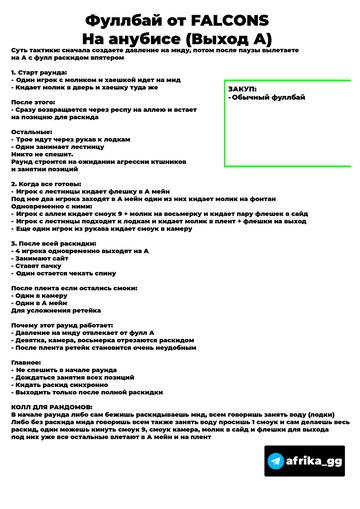 Фуллбай от FALCONS
На анубисе (Выход А)
Суть тактики: сначала создаете давление на миду, потом после паузы вылетаете
на А с фулл раскидом впятером
1. Старт раунда:
- Один игрок с моликом и хаешкой идет на мид
- Кидает молик в дверь и хаешку туда же
После этого:
- Сразу возвращается через респу на аллею и встает
на позицию для раскида
Остальные:
- Трое идут через рукав к лодкам
- Один занимает лестницу
Никто не спешит.
Раунд строится на ожидании агрессии ктшников
и занятии позиций
ЗАКУП:
- Обычный фуллбай
2. Когда все готовы:
- Игрок с лестницы кидает флешку в А мейн
Под нее два игрока заходят в А мейн один из них кидает молик на фонтан
Одновременно с ними:
- Игрок с аллеи кидает смоук 9 + молик на восьмерку и кидает пару флешек в сайд
- Игрок с лестницы подходит к лодкам и кидает молик в плент + флешки на выход
- Еще один игрок из рукава кидает смоук в камеру
3. После всей раскидки:
- 4 игрока одновременно выходят на А
- Занимают сайт
- Ставят пачку
- Один остается чекать спину
После плента если остались смоки:
- Один в камеру
- Один в А мейн
Для усложнения ретейка
Почему этот раунд работает:
- Давление на миду отвлекает от фулл А
- Девятка, камера, восьмерка отрезаются раскидом
- После плента ретейк становится очень неудобным
Главное:
- Не спешить в начале раунда
- Дождаться занятия всех позиций
- Кидать раскид синхронно
- Выходить только после полной раскидки
КОЛЛ ДЛЯ РАНДОМОВ:
В начале раунда либо сам бежишь раскидываешь мид, всем говоришь занять воду (лодки)
Либо без раскида мида говоришь всем также занять воду просишь 1 смоук и сам делаешь весь
раскид, один можешь кинуть смоук 9, смоук камера, молик в сайд и флешки для выхода
под них уже все остальные влетают в А мейн и на плент
afrika_gg